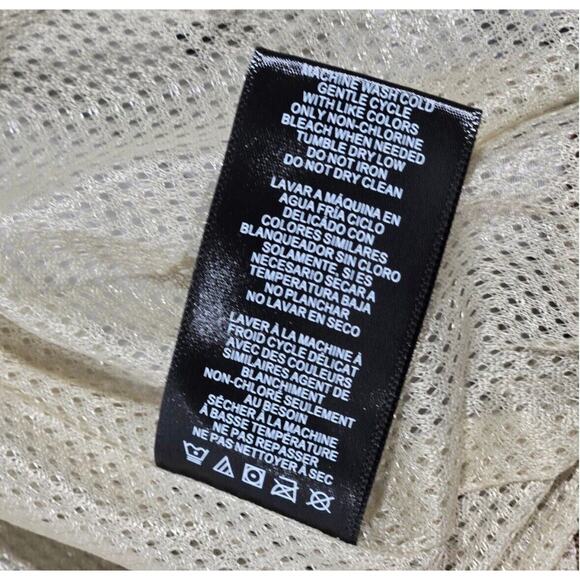 MACHINE WASH COLD
GENTLE CYCLE
WITH LIKE COLORS
ONLY NON-CHLORINE
BLEACH WHEN NEEDED
TUMBLE DRY LOW
DO NOT IRON
DO NOT DRY CLEAN
LAVAR A MÁQUINA EN
AGUA FRÍA CICLO
DELICADO CON
COLORES SIMILARES
BLANQUEADOR SIN CLORO
SOLAMENTE, SI ES
NECESARIO SECAR A
TEMPERATURA BAJA
NO PLANCHAR
NO LAVAR EN SECO
LAVER À LA MACHINE À
FROID CYCLE DÉLICAT
AVEC DES COULEURS
SIMILAIRES AGENT DE
BLANCHIMENT
NON-CHLORÉ SEULEMENT
AU BESOIN
SÉCHER À LA MACHINE
À BASSE TEMPÉRATURE
NE PAS REPASSER
NE PAS NETTOYER À SEC